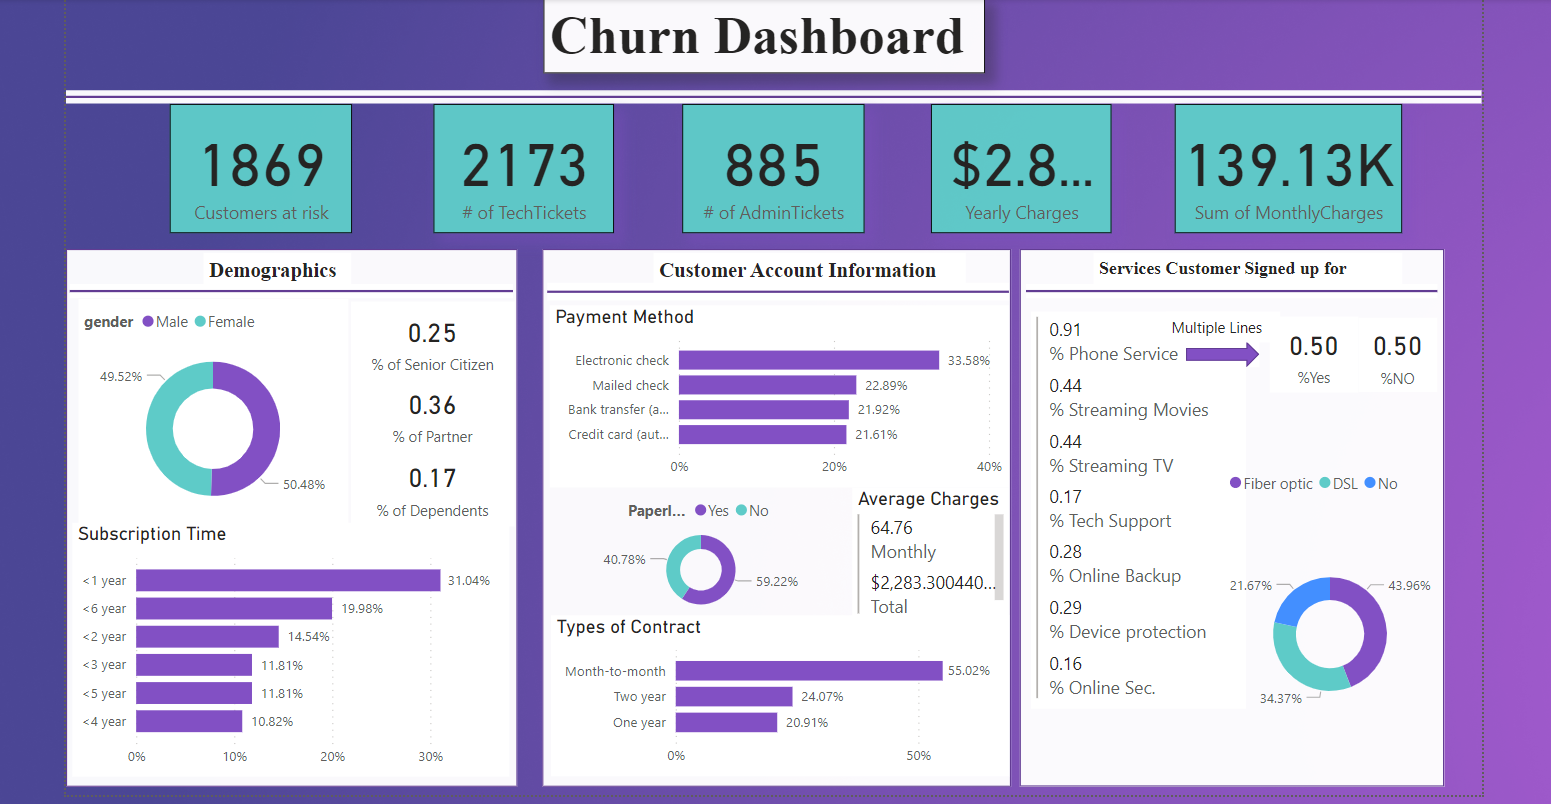 Churn Dashboard
1869
Customers at risk
2173
# of TechTickets
885
# of AdminTickets
$2.8...
Yearly Charges
139.13K
Sum of MonthlyCharges
Demographics
gender Male Female
49.52%
50.48%
0.25
% of Senior Citizen
0.36
% of Partner
0.17
% of Dependents
Subscription Time
<1 year 31.04%
<6 year 19.98%
<2 year 14.54%
<3 year 11.81%
<5 year 11.81%
<4 year 10.82%
0% 10% 20% 30%
Customer Account Information
Payment Method
Electronic check 33.58%
Mailed check 22.89%
Bank transfer (a... 21.92%
Credit card (aut... 21.61%
0% 20% 40%
Paperl... Yes No
40.78%
59.22%
Average Charges
64.76
Monthly
$2,283.300440...
Total
Types of Contract
Month-to-month 55.02%
Two year 24.07%
One year 20.91%
0% 50%
Services Customer Signed up for
0.91
% Phone Service
Multiple Lines
0.50
%Yes
0.50
%NO
0.44
% Streaming Movies
0.44
% Streaming TV
0.17
% Tech Support
0.28
% Online Backup
0.29
% Device protection
0.16
% Online Sec.
Fiber optic DSL No
21.67%
43.96%
34.37%